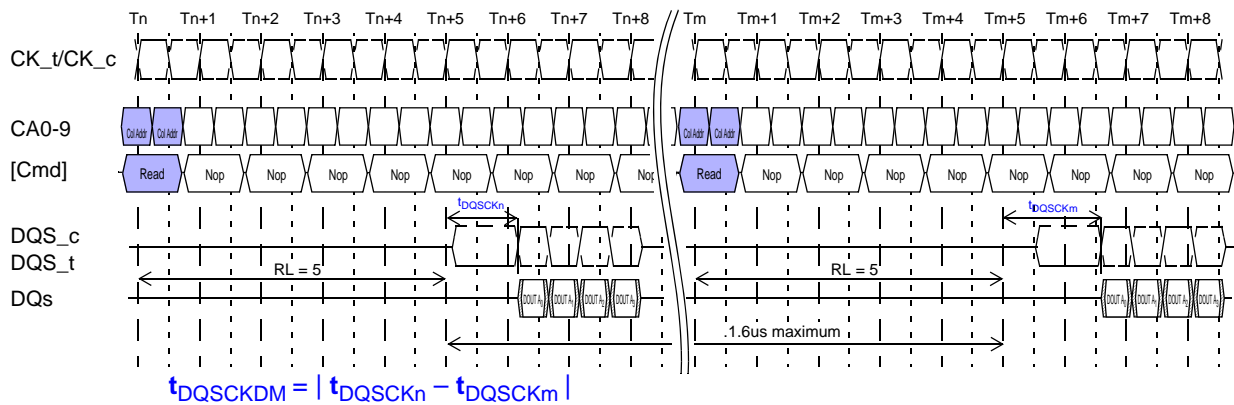 Tn Tn+1 Tn+2 Tn+3 Tn+4 Tn+5 Tn+6 Tn+7 Tn+8 Tm Tm+1 Tm+2 Tm+3 Tm+4 Tm+5 Tm+6 Tm+7 Tm+8
CK_t/CK_c
CA0-9 Col Addr Col Addr Col Addr Col Addr
[Cmd] Read Nop Nop Nop Nop Nop Nop Nop Nop Read Nop Nop Nop Nop Nop Nop Nop Nop
tDQSCKn tDQSCKm
DQS_c
DQS_t
RL = 5 RL = 5
DQs DOUT A0 DOUT A1 DOUT A2 DOUT A3 DOUT A0 DOUT A1 DOUT A2 DOUT A3
.1.6us maximum
tDQSCKDM = | tDQSCKn – tDQSCKm |